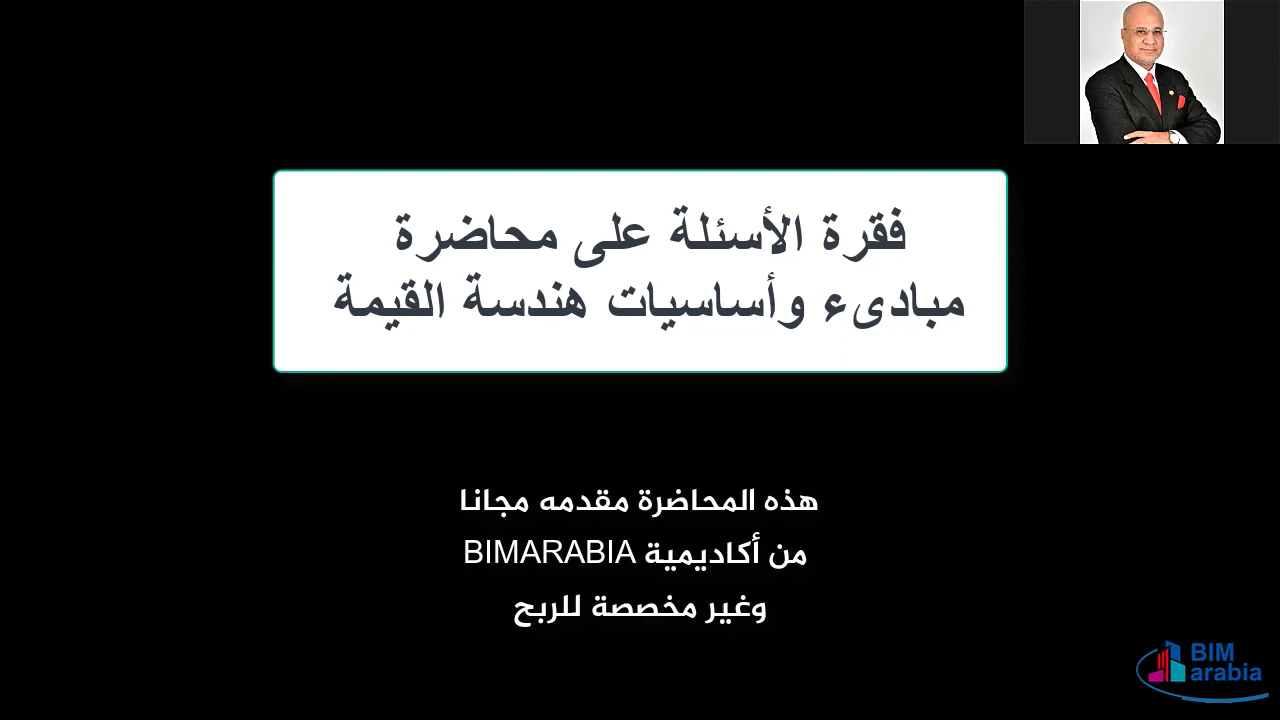 فقرة الأسئلة على محاضرة
مبادىء وأساسيات هندسة القيمة
هذه المحاضرة مقدمه مجانا
من أكاديمية BIMARABIA
وغير مخصصة للربح
BIM
arabia